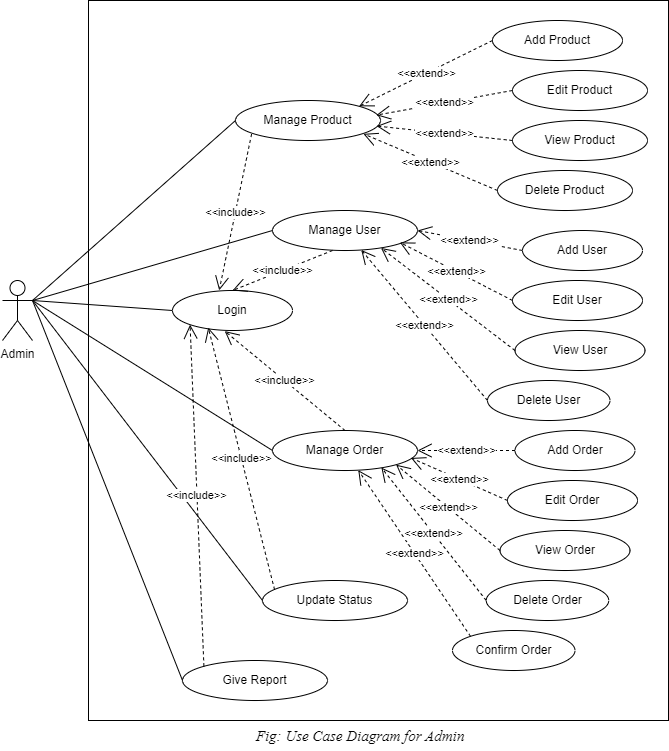 Add Product
<<extend>>
Edit Product
<<extend>>
Manage Product
<<extend>>
View Product
<<extend>>
Delete Product
<<include>>
Manage User
<<extend>>
Add User
<<include>>
<<extend>>
Edit User
<<extend>>
Login
<<extend>>
View User
Admin
<<include>>
Delete User
Manage Order
<<extend>>
Add Order
<<include>>
<<extend>>
Edit Order
<<include>>
<<extend>>
<<extend>>
View Order
<<extend>>
Update Status
Delete Order
Confirm Order
Give Report
Fig: Use Case Diagram for Admin